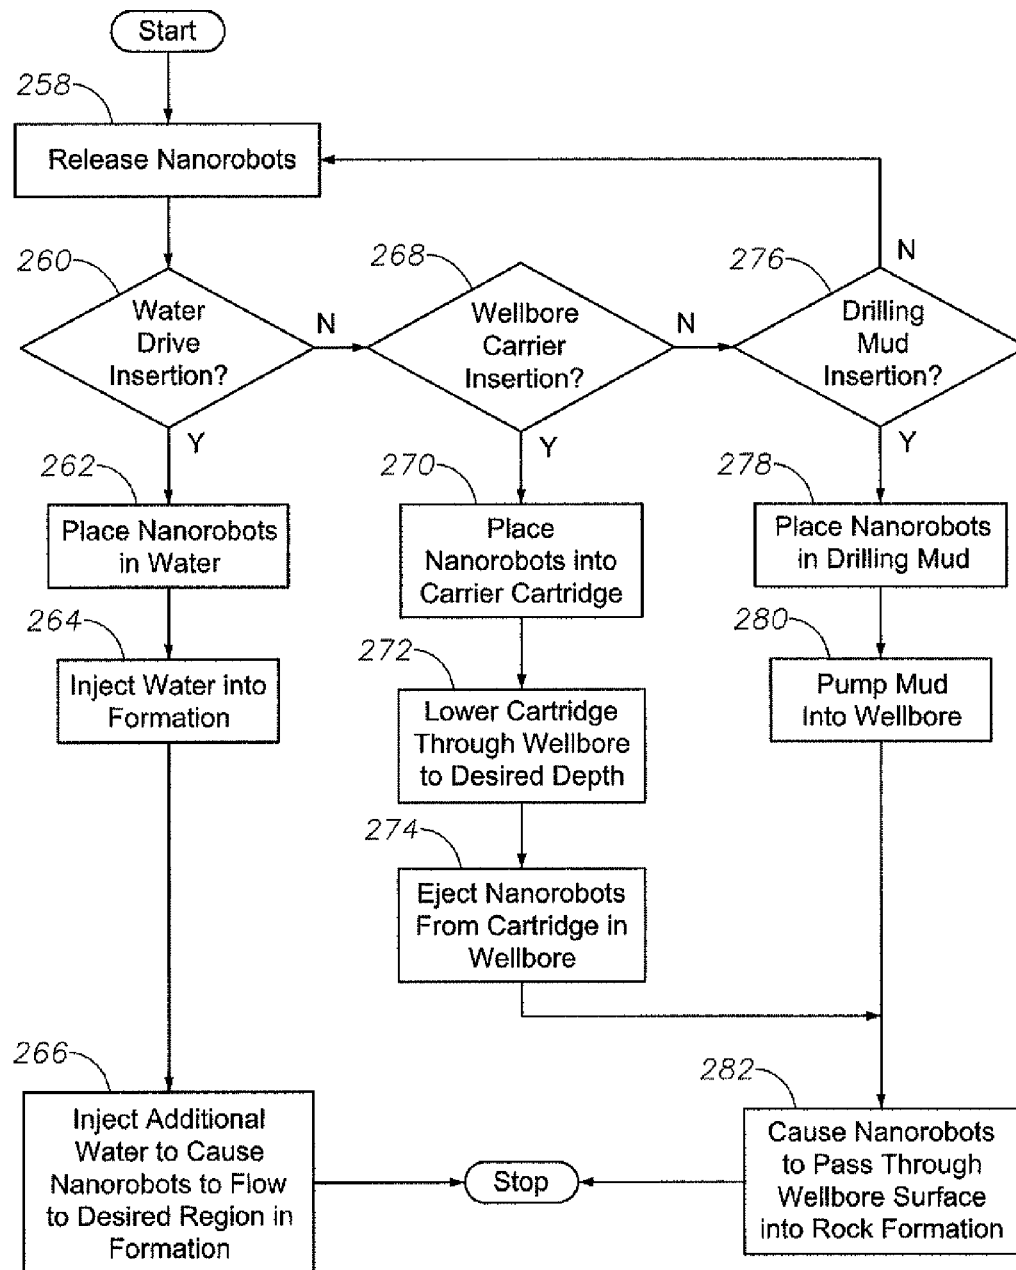 Start
258
Release Nanorobots
260
Water
Drive
Insertion?
N
Y
268
Wellbore
Carrier
Insertion?
N
Y
276
Drilling
Mud
Insertion?
N
Y
262
Place Nanorobots
in Water
264
Inject Water into
Formation
266
Inject Additional
Water to Cause
Nanorobots to Flow
to Desired Region in
Formation
270
Place
Nanorobots into
Carrier Cartridge
272
Lower Cartridge
Through Wellbore
to Desired Depth
274
Eject Nanorobots
From Cartridge in
Wellbore
278
Place Nanorobots
in Drilling Mud
280
Pump Mud
Into Wellbore
282
Cause Nanorobots
to Pass Through
Wellbore Surface
into Rock Formation
Stop